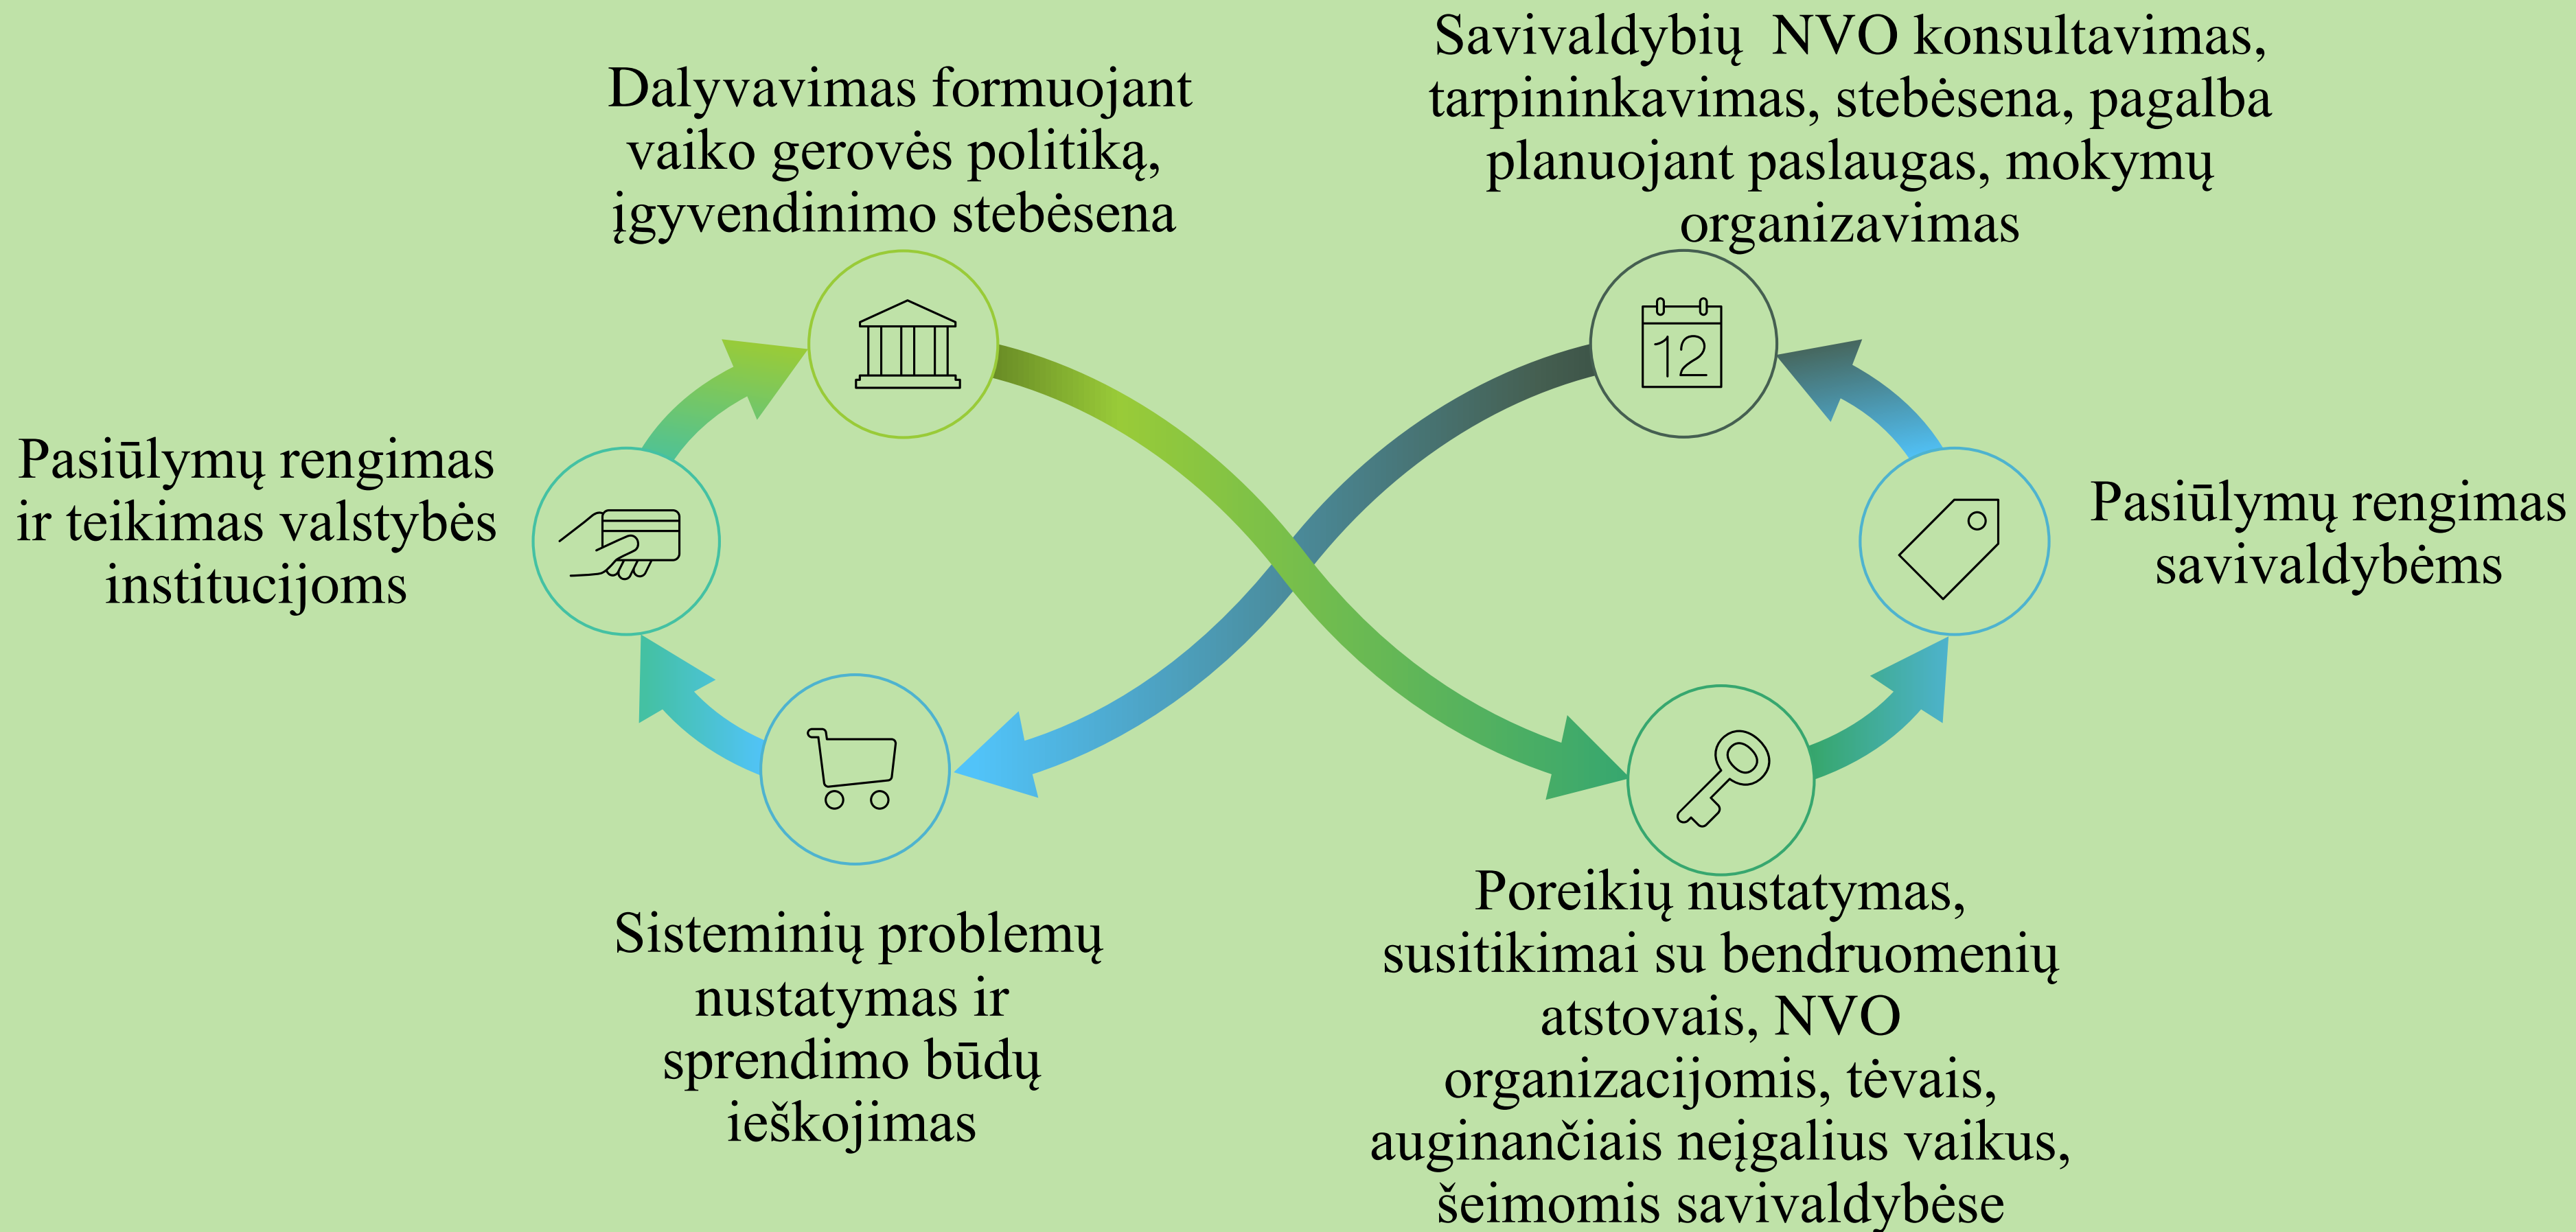 Dalyvavimas formuojant
vaiko gerovės politiką,
įgyvendinimo stebėsena
Savivaldybių NVO konsultavimas,
tarpininkavimas, stebėsena, pagalba
planuojant paslaugas, mokymų
organizavimas
12
Pasiūlymų rengimas
ir teikimas valstybės
institucijoms
Pasiūlymų rengimas
savivaldybėms
Sisteminių problemų
nustatymas ir
sprendimo būdų
ieškojimas
Poreikių nustatymas,
susitikimai su bendruomenių
atstovais, NVO
organizacijomis, tėvais,
auginančiais neįgalius vaikus,
šeimomis savivaldybėse